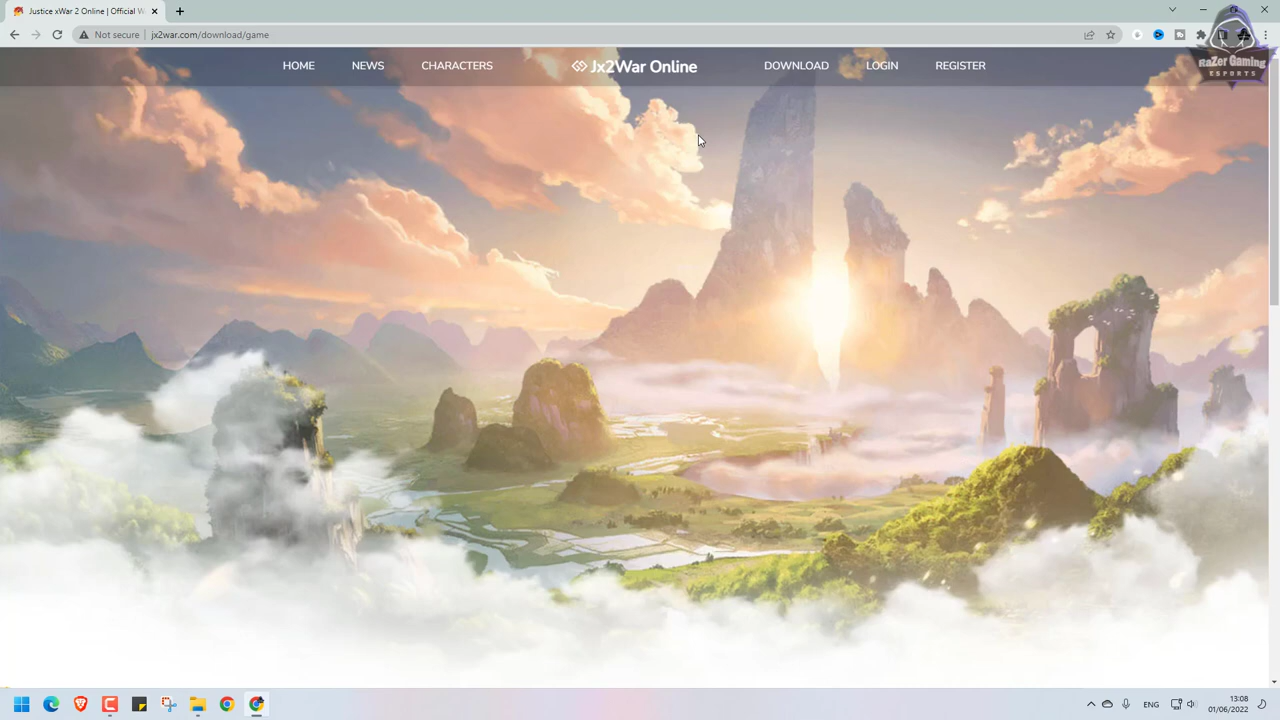 Justice xWar 2 Online | Official W
Not secure
jx2war.com/download/game
HOME
NEWS
CHARACTERS
Jx2War Online
DOWNLOAD
LOGIN
REGISTER
RaZer Gaming
ESPORTS
ENG
13:08
01/06/2022